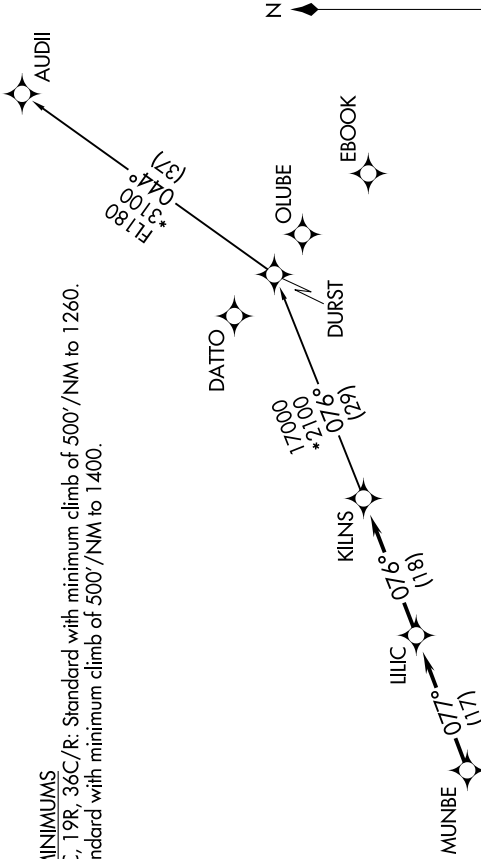 N
AUDII
FL180
*3100
044°
(37)
EBOOK
OLUBE
DURST
DATTO
17000
*2100
076°
(29)
KILNS
076°
(18)
LILIC
077°
(17)
MUNBE
MINIMUMS
, 19R, 36C/R: Standard with minimum climb of 500'/NM to 1260.
ndard with minimum climb of 500'/NM to 1400.